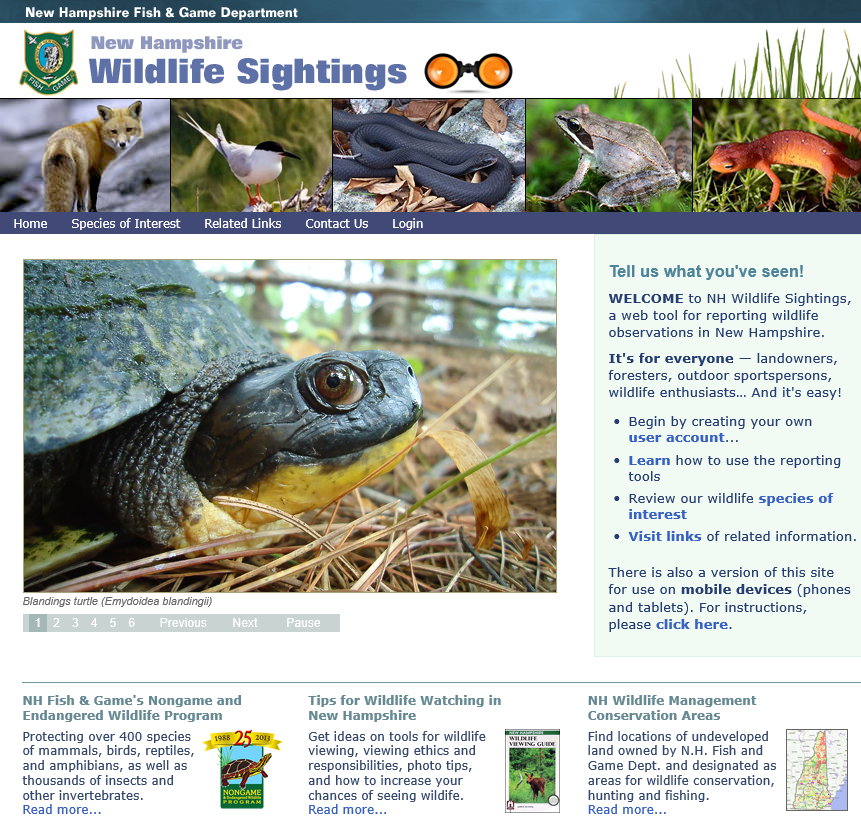 New Hampshire Fish & Game Department
FISH AND GAME
New Hampshire
Wildlife Sightings
Home Species of Interest Related Links Contact Us Login
Blandings turtle (Emydoidea blandingii)
1 2 3 4 5 6 Previous Next Pause
Tell us what you've seen!
WELCOME to NH Wildlife Sightings,
a web tool for reporting wildlife
observations in New Hampshire.
It's for everyone — landowners,
foresters, outdoor sportspersons,
wildlife enthusiasts... And it's easy!
• Begin by creating your own
user account...
• Learn how to use the reporting
tools
• Review our wildlife species of
interest
• Visit links of related information.
There is also a version of this site
for use on mobile devices (phones
and tablets). For instructions,
please click here.
NH Fish & Game's Nongame and
Endangered Wildlife Program
Protecting over 400 species
of mammals, birds, reptiles,
and amphibians, as well as
thousands of insects and
other invertebrates.
Read more...
1988 25 2013
NONGAME
& Endangered Wildlife
PROGRAM
Tips for Wildlife Watching in
New Hampshire
Get ideas on tools for wildlife
viewing, viewing ethics and
responsibilities, photo tips,
and how to increase your
chances of seeing wildife.
Read more...
NEW HAMPSHIRE
WILDLIFE
VIEWING GUIDE
NH Wildlife Management
Conservation Areas
Find locations of undeveloped
land owned by N.H. Fish and
Game Dept. and designated as
areas for wildlife conservation,
hunting and fishing.
Read more...